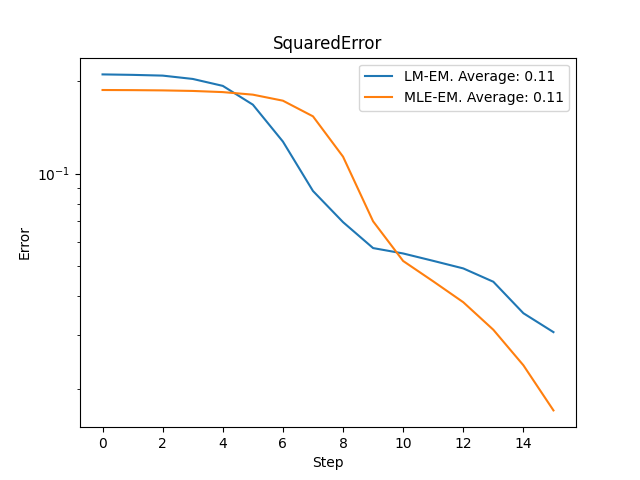 SquaredError
LM-EM. Average: 0.11
MLE-EM. Average: 0.11
10⁻¹
Error
0 2 4 6 8 10 12 14
Step